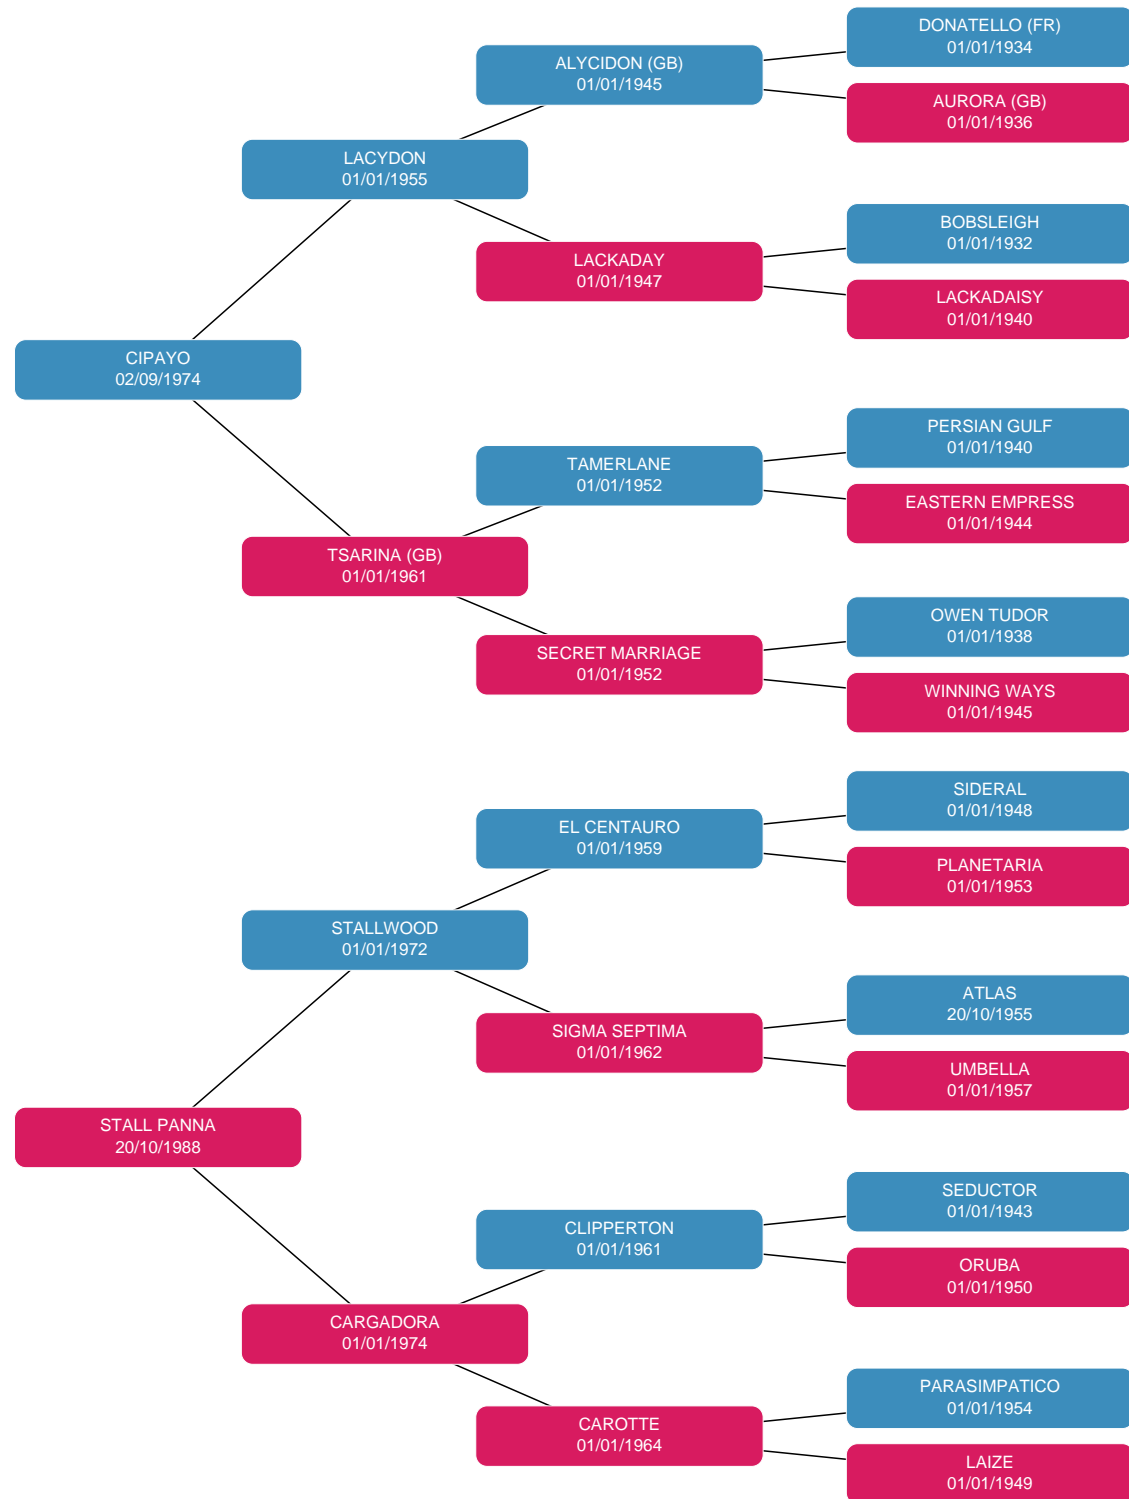 DONATELLO (FR)
01/01/1934
ALYCIDON (GB)
01/01/1945
AURORA (GB)
01/01/1936
LACYDON
01/01/1955
BOBSLEIGH
01/01/1932
LACKADAY
01/01/1947
LACKADAISY
01/01/1940
CIPAYO
02/09/1974
PERSIAN GULF
01/01/1940
TAMERLANE
01/01/1952
EASTERN EMPRESS
01/01/1944
TSARINA (GB)
01/01/1961
OWEN TUDOR
01/01/1938
SECRET MARRIAGE
01/01/1952
WINNING WAYS
01/01/1945
SIDERAL
01/01/1948
EL CENTAURO
01/01/1959
PLANETARIA
01/01/1953
STALLWOOD
01/01/1972
ATLAS
20/10/1955
SIGMA SEPTIMA
01/01/1962
UMBELLA
01/01/1957
STALL PANNA
20/10/1988
SEDUCTOR
01/01/1943
CLIPPERTON
01/01/1961
ORUBA
01/01/1950
CARGADORA
01/01/1974
PARASIMPATICO
01/01/1954
CAROTTE
01/01/1964
LAIZE
01/01/1949